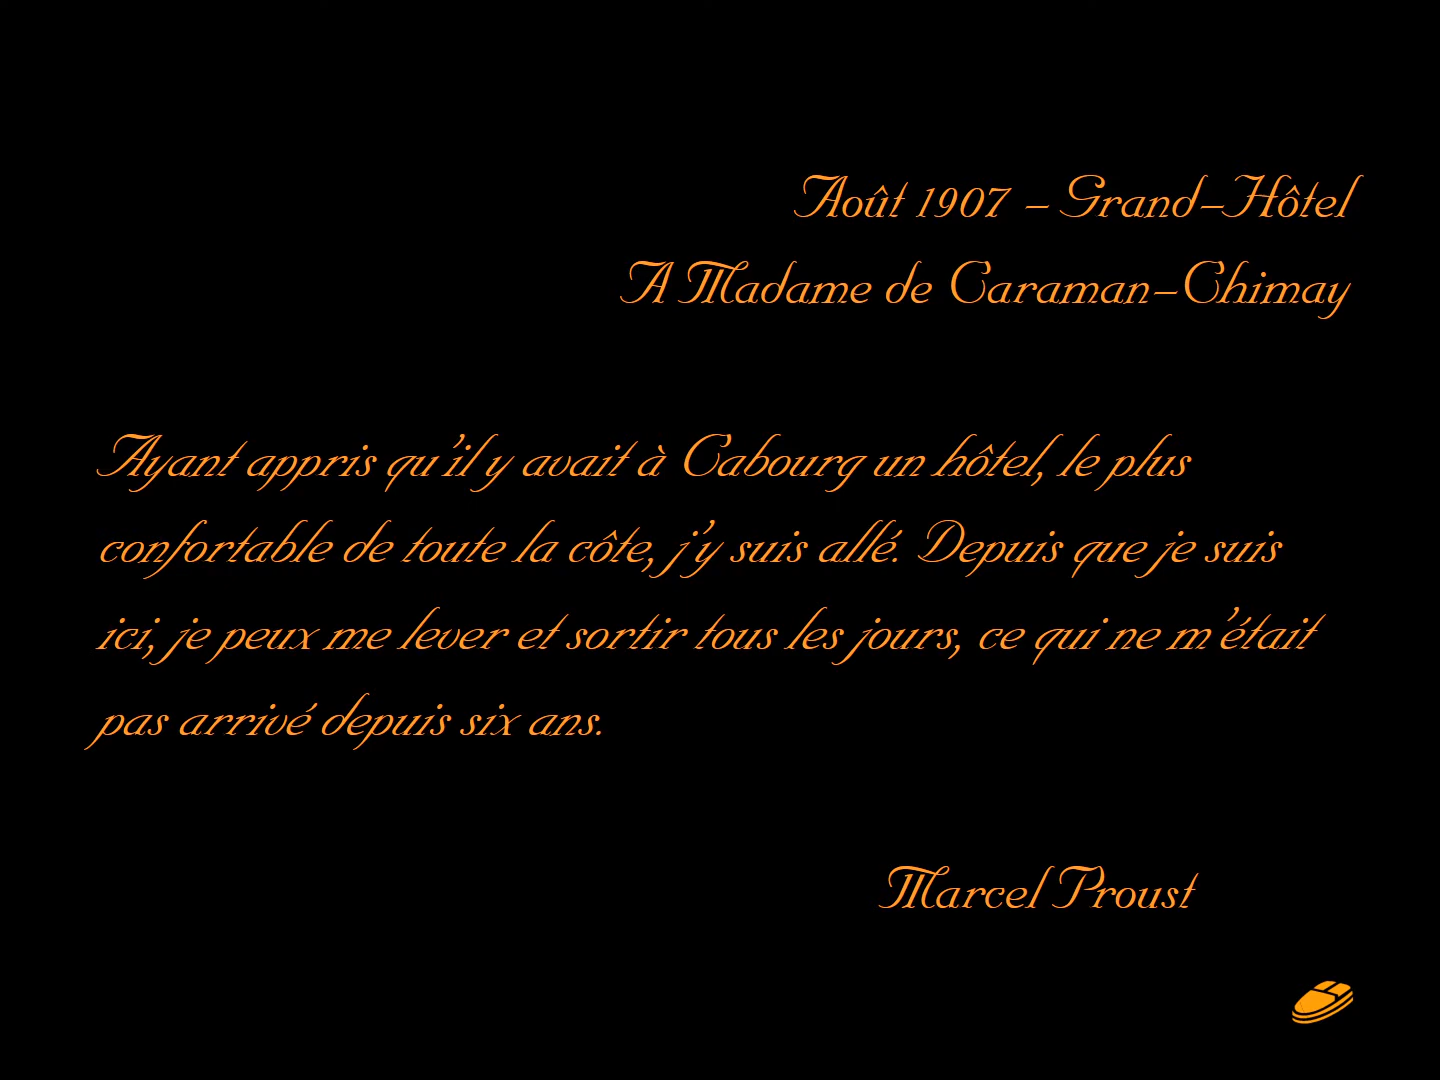 Août 1907 – Grand-Hôtel
A Madame de Caraman-Chimay
Ayant appris qu'il y avait à Cabourg un hôtel, le plus
confortable de toute la côte, j'y suis allé. Depuis que je suis
ici, je peux me lever et sortir tous les jours, ce qui ne m'était
pas arrivé depuis six ans.
Marcel Proust